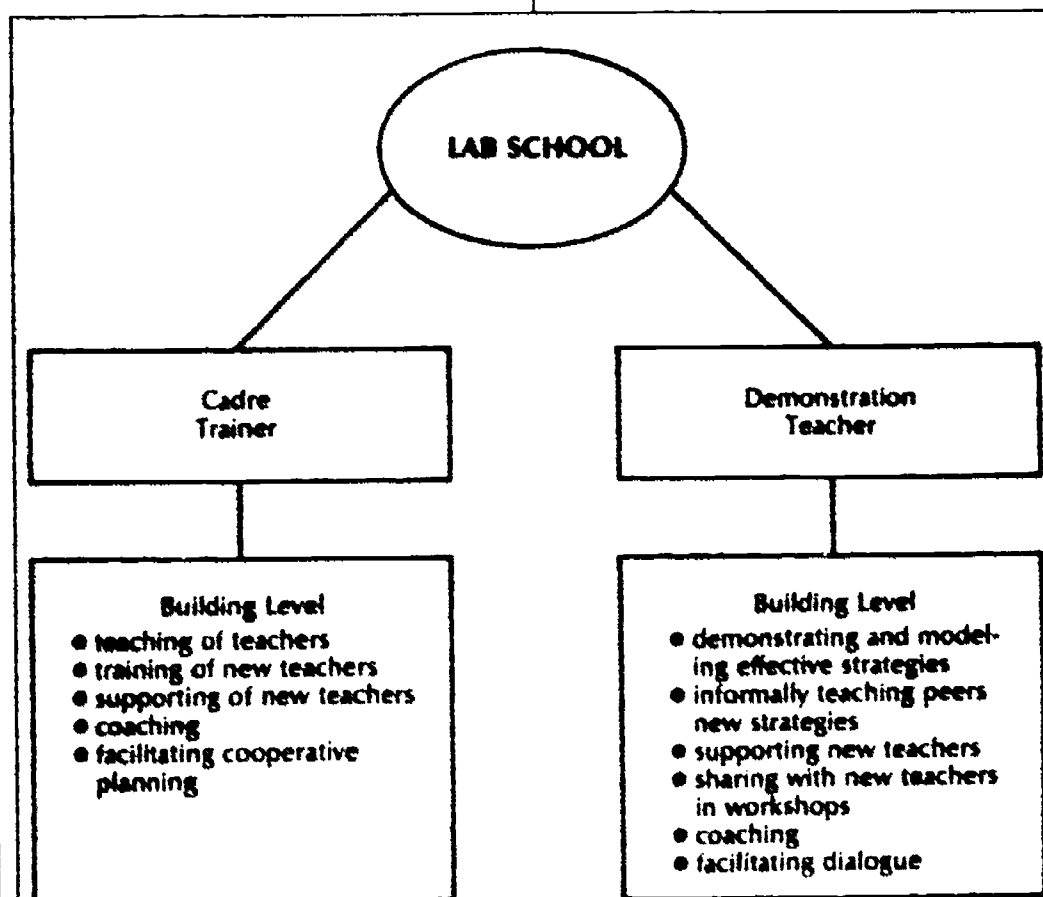 LAB SCHOOL
Cadre
Trainer
Demonstration
Teacher
Building Level
● teaching of teachers
● training of new teachers
● supporting of new teachers
● coaching
● facilitating cooperative
planning
Building Level
● demonstrating and model-
ing effective strategies
● informally teaching peers
new strategies
● supporting new teachers
● sharing with new teachers
in workshops
● coaching
● facilitating dialogue